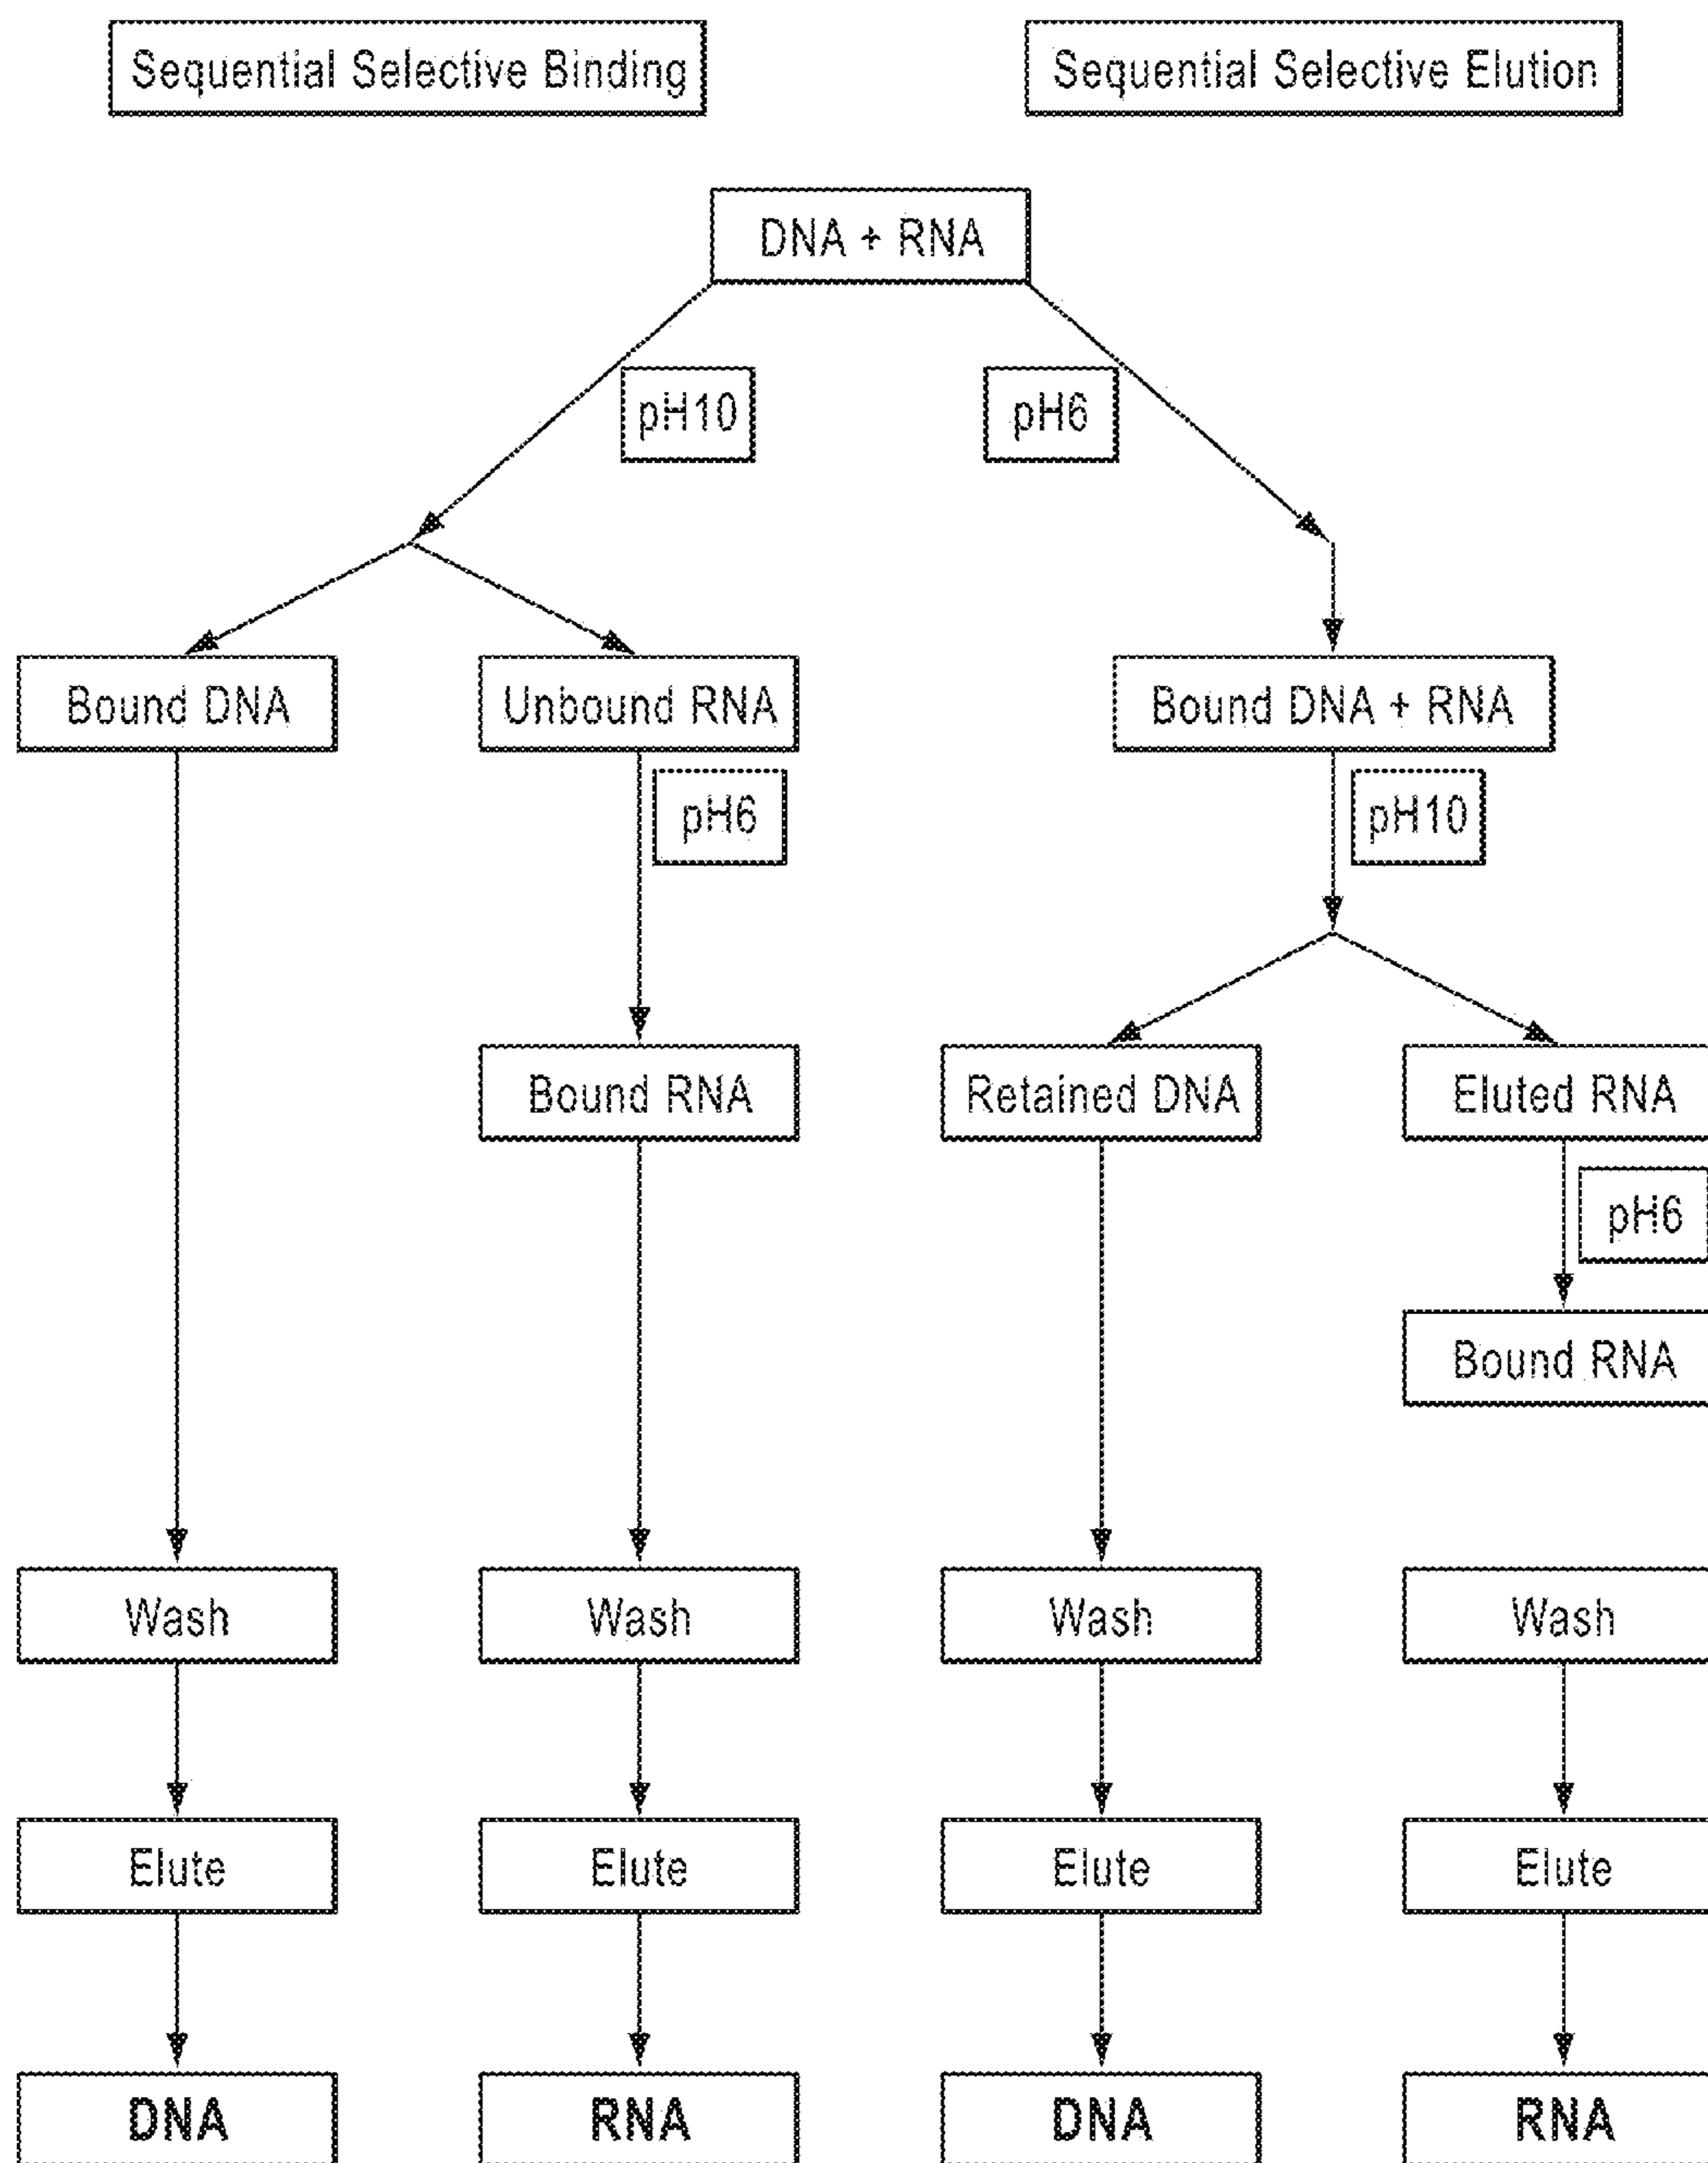 Sequential Selective Binding
Sequential Selective Elution
DNA + RNA
pH10
pH6
Bound DNA
Unbound RNA
Bound DNA + RNA
pH6
pH10
Bound RNA
Retained DNA
Eluted RNA
pH6
Bound RNA
Wash
Wash
Wash
Wash
Elute
Elute
Elute
Elute
DNA
RNA
DNA
RNA